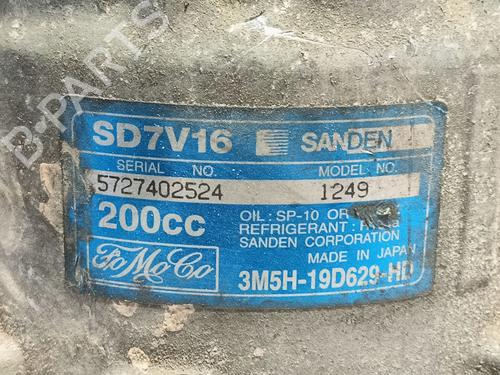 B-PARTS
SD7V16 SANDEN
SERIAL NO. MODEL NO.
5727402524 1249
200cc OIL: SP-10 OR
REFRIGERANT:
SANDEN CORPORATION
MADE IN JAPAN
FoMoCo 3M5H-19D629-HD